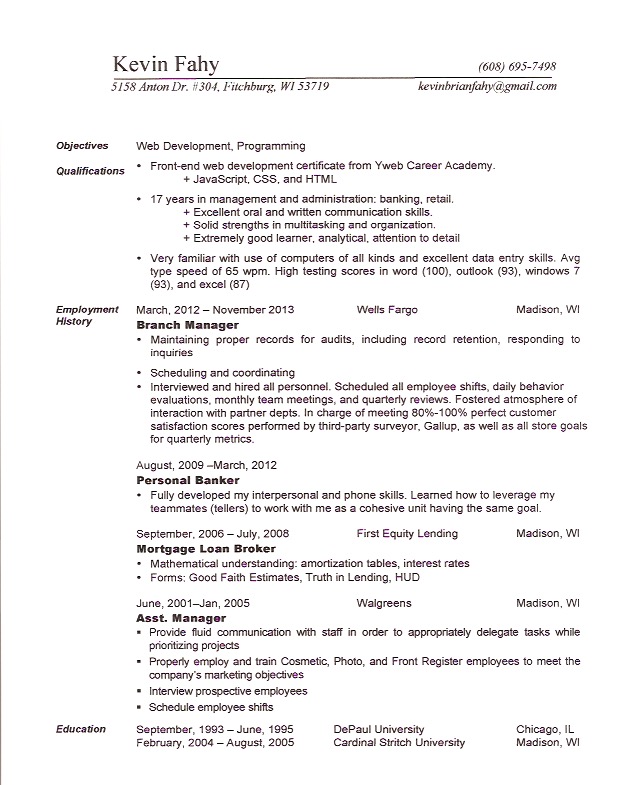 Kevin Fahy (608) 695-7498
5158 Anton Dr. #304, Fitchburg, WI 53719 kevinbrianfahy@gmail.com
Objectives Web Development, Programming
Qualifications • Front-end web development certificate from Yweb Career Academy.
+ JavaScript, CSS, and HTML
• 17 years in management and administration: banking, retail.
+ Excellent oral and written communication skills.
+ Solid strengths in multitasking and organization.
+ Extremely good learner, analytical, attention to detail
• Very familiar with use of computers of all kinds and excellent data entry skills. Avg
type speed of 65 wpm. High testing scores in word (100), outlook (93), windows 7
(93), and excel (87)
Employment History March, 2012 – November 2013 Wells Fargo Madison, WI
Branch Manager
• Maintaining proper records for audits, including record retention, responding to
inquiries
• Scheduling and coordinating
• Interviewed and hired all personnel. Scheduled all employee shifts, daily behavior
evaluations, monthly team meetings, and quarterly reviews. Fostered atmosphere of
interaction with partner depts. In charge of meeting 80%-100% perfect customer
satisfaction scores performed by third-party surveyor, Gallup, as well as all store goals
for quarterly metrics.
August, 2009 –March, 2012
Personal Banker
• Fully developed my interpersonal and phone skills. Learned how to leverage my
teammates (tellers) to work with me as a cohesive unit having the same goal.
September, 2006 – July, 2008 First Equity Lending Madison, WI
Mortgage Loan Broker
• Mathematical understanding: amortization tables, interest rates
• Forms: Good Faith Estimates, Truth in Lending, HUD
June, 2001–Jan, 2005 Walgreens Madison, WI
Asst. Manager
▪ Provide fluid communication with staff in order to appropriately delegate tasks while
prioritizing projects
▪ Properly employ and train Cosmetic, Photo, and Front Register employees to meet the
company's marketing objectives
▪ Interview prospective employees
▪ Schedule employee shifts
Education September, 1993 – June, 1995 DePaul University Chicago, IL
February, 2004 – August, 2005 Cardinal Stritch University Madison, WI